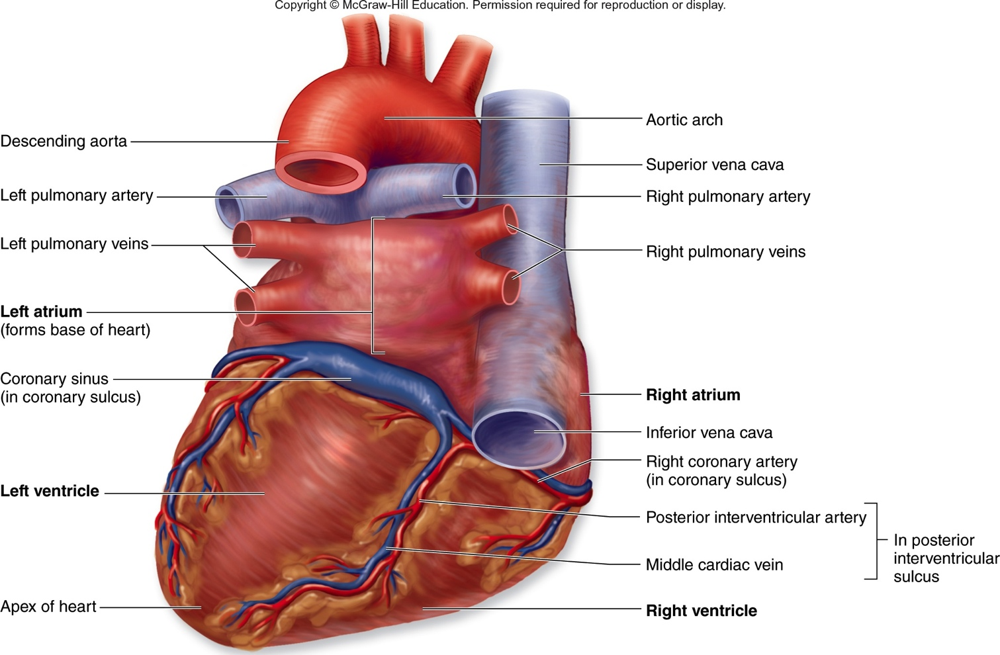 Copyright © McGraw-Hill Education. Permission required for reproduction or display.
Descending aorta
Left pulmonary artery
Left pulmonary veins
Left atrium
(forms base of heart)
Coronary sinus
(in coronary sulcus)
Left ventricle
Apex of heart
Aortic arch
Superior vena cava
Right pulmonary artery
Right pulmonary veins
Right atrium
Inferior vena cava
Right coronary artery
(in coronary sulcus)
Posterior interventricular artery
Middle cardiac vein
In posterior
interventricular
sulcus
Right ventricle